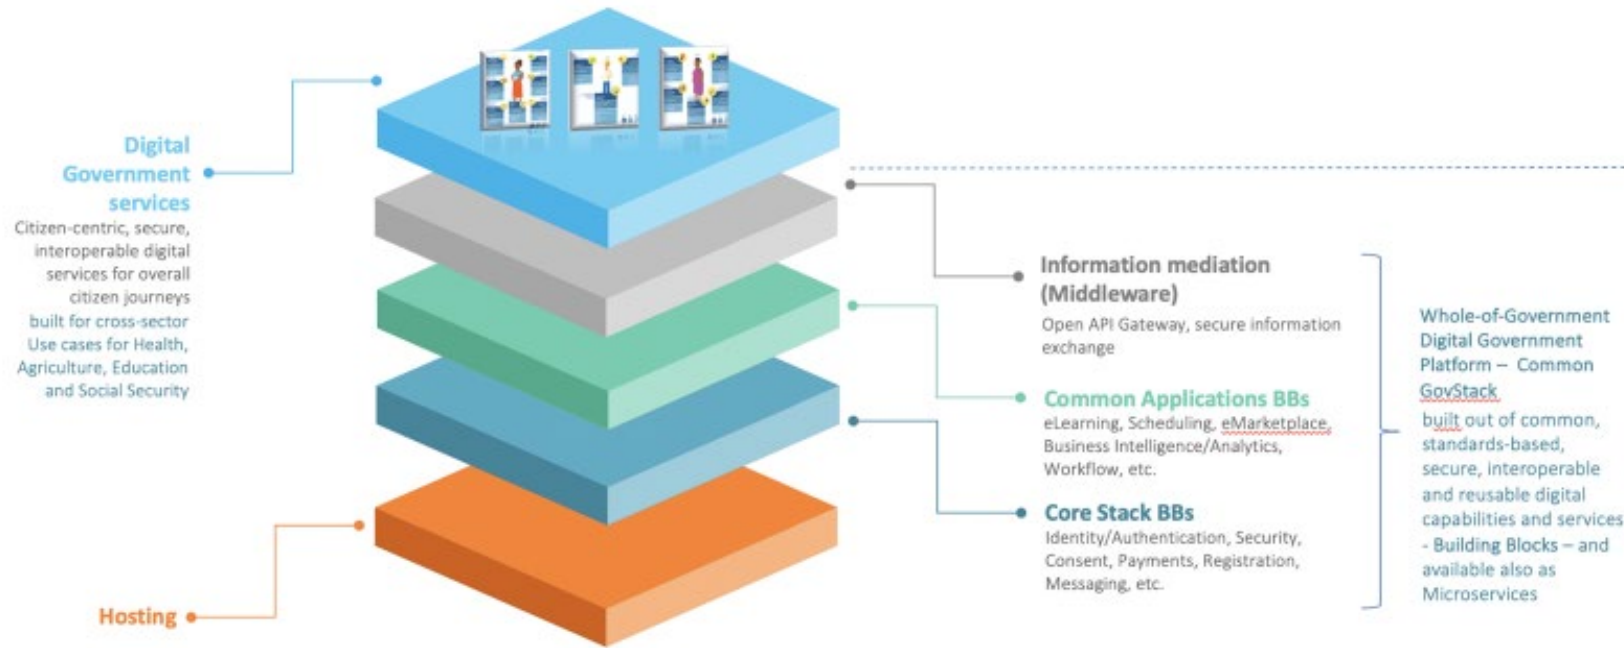 Digital
Government
services
Citizen-centric, secure,
interoperable digital
services for overall
citizen journeys
built for cross-sector
Use cases for Health,
Agriculture, Education
and Social Security
Hosting
Information mediation
(Middleware)
Open API Gateway, secure information
exchange
Common Applications BBs
eLearning, Scheduling, eMarketplace,
Business Intelligence/Analytics,
Workflow, etc.
Core Stack BBs
Identity/Authentication, Security,
Consent, Payments, Registration,
Messaging, etc.
Whole-of-Government
Digital Government
Platform – Common
GovStack
built out of common,
standards-based,
secure, interoperable
and reusable digital
capabilities and services
- Building Blocks – and
available also as
Microservices